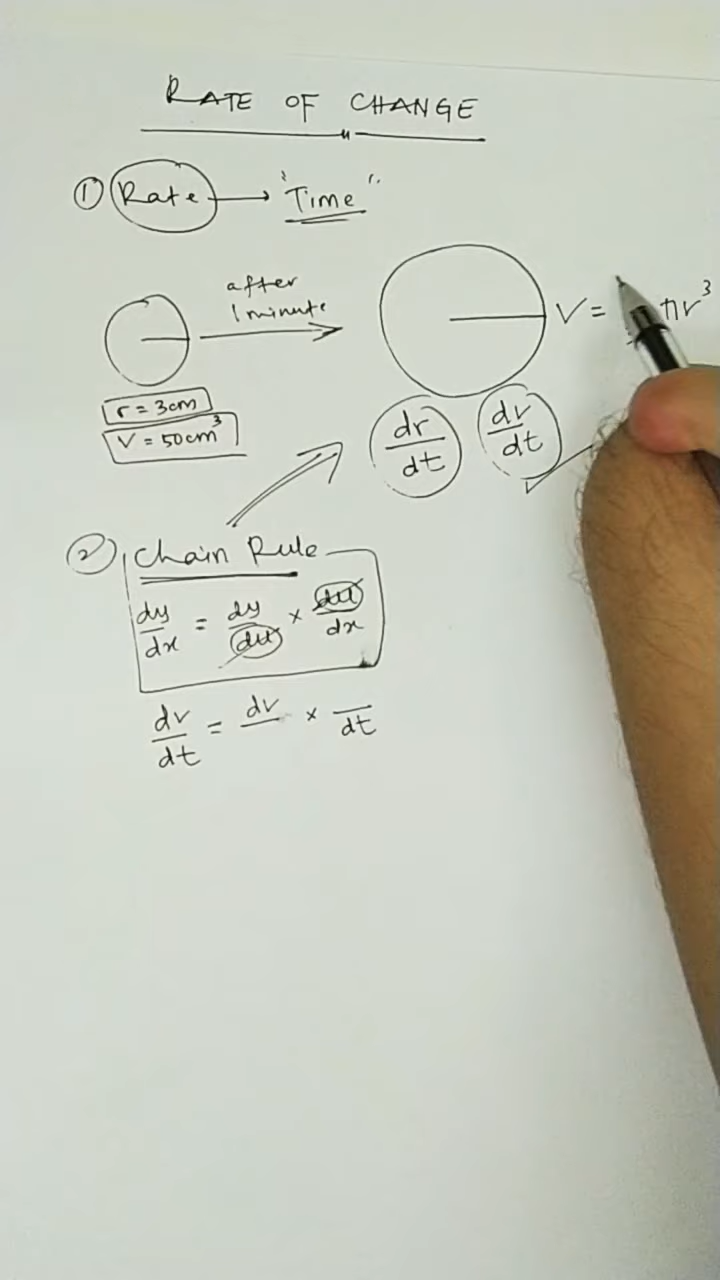 RATE OF CHANGE
① Rate → "Time"
after
1 minute
V = πr³
r = 3cm
V = 50cm³
dr/dt dv/dt
② Chain Rule
dy/dx = dy/du × du/dx
dv/dt = dv/ × /dt